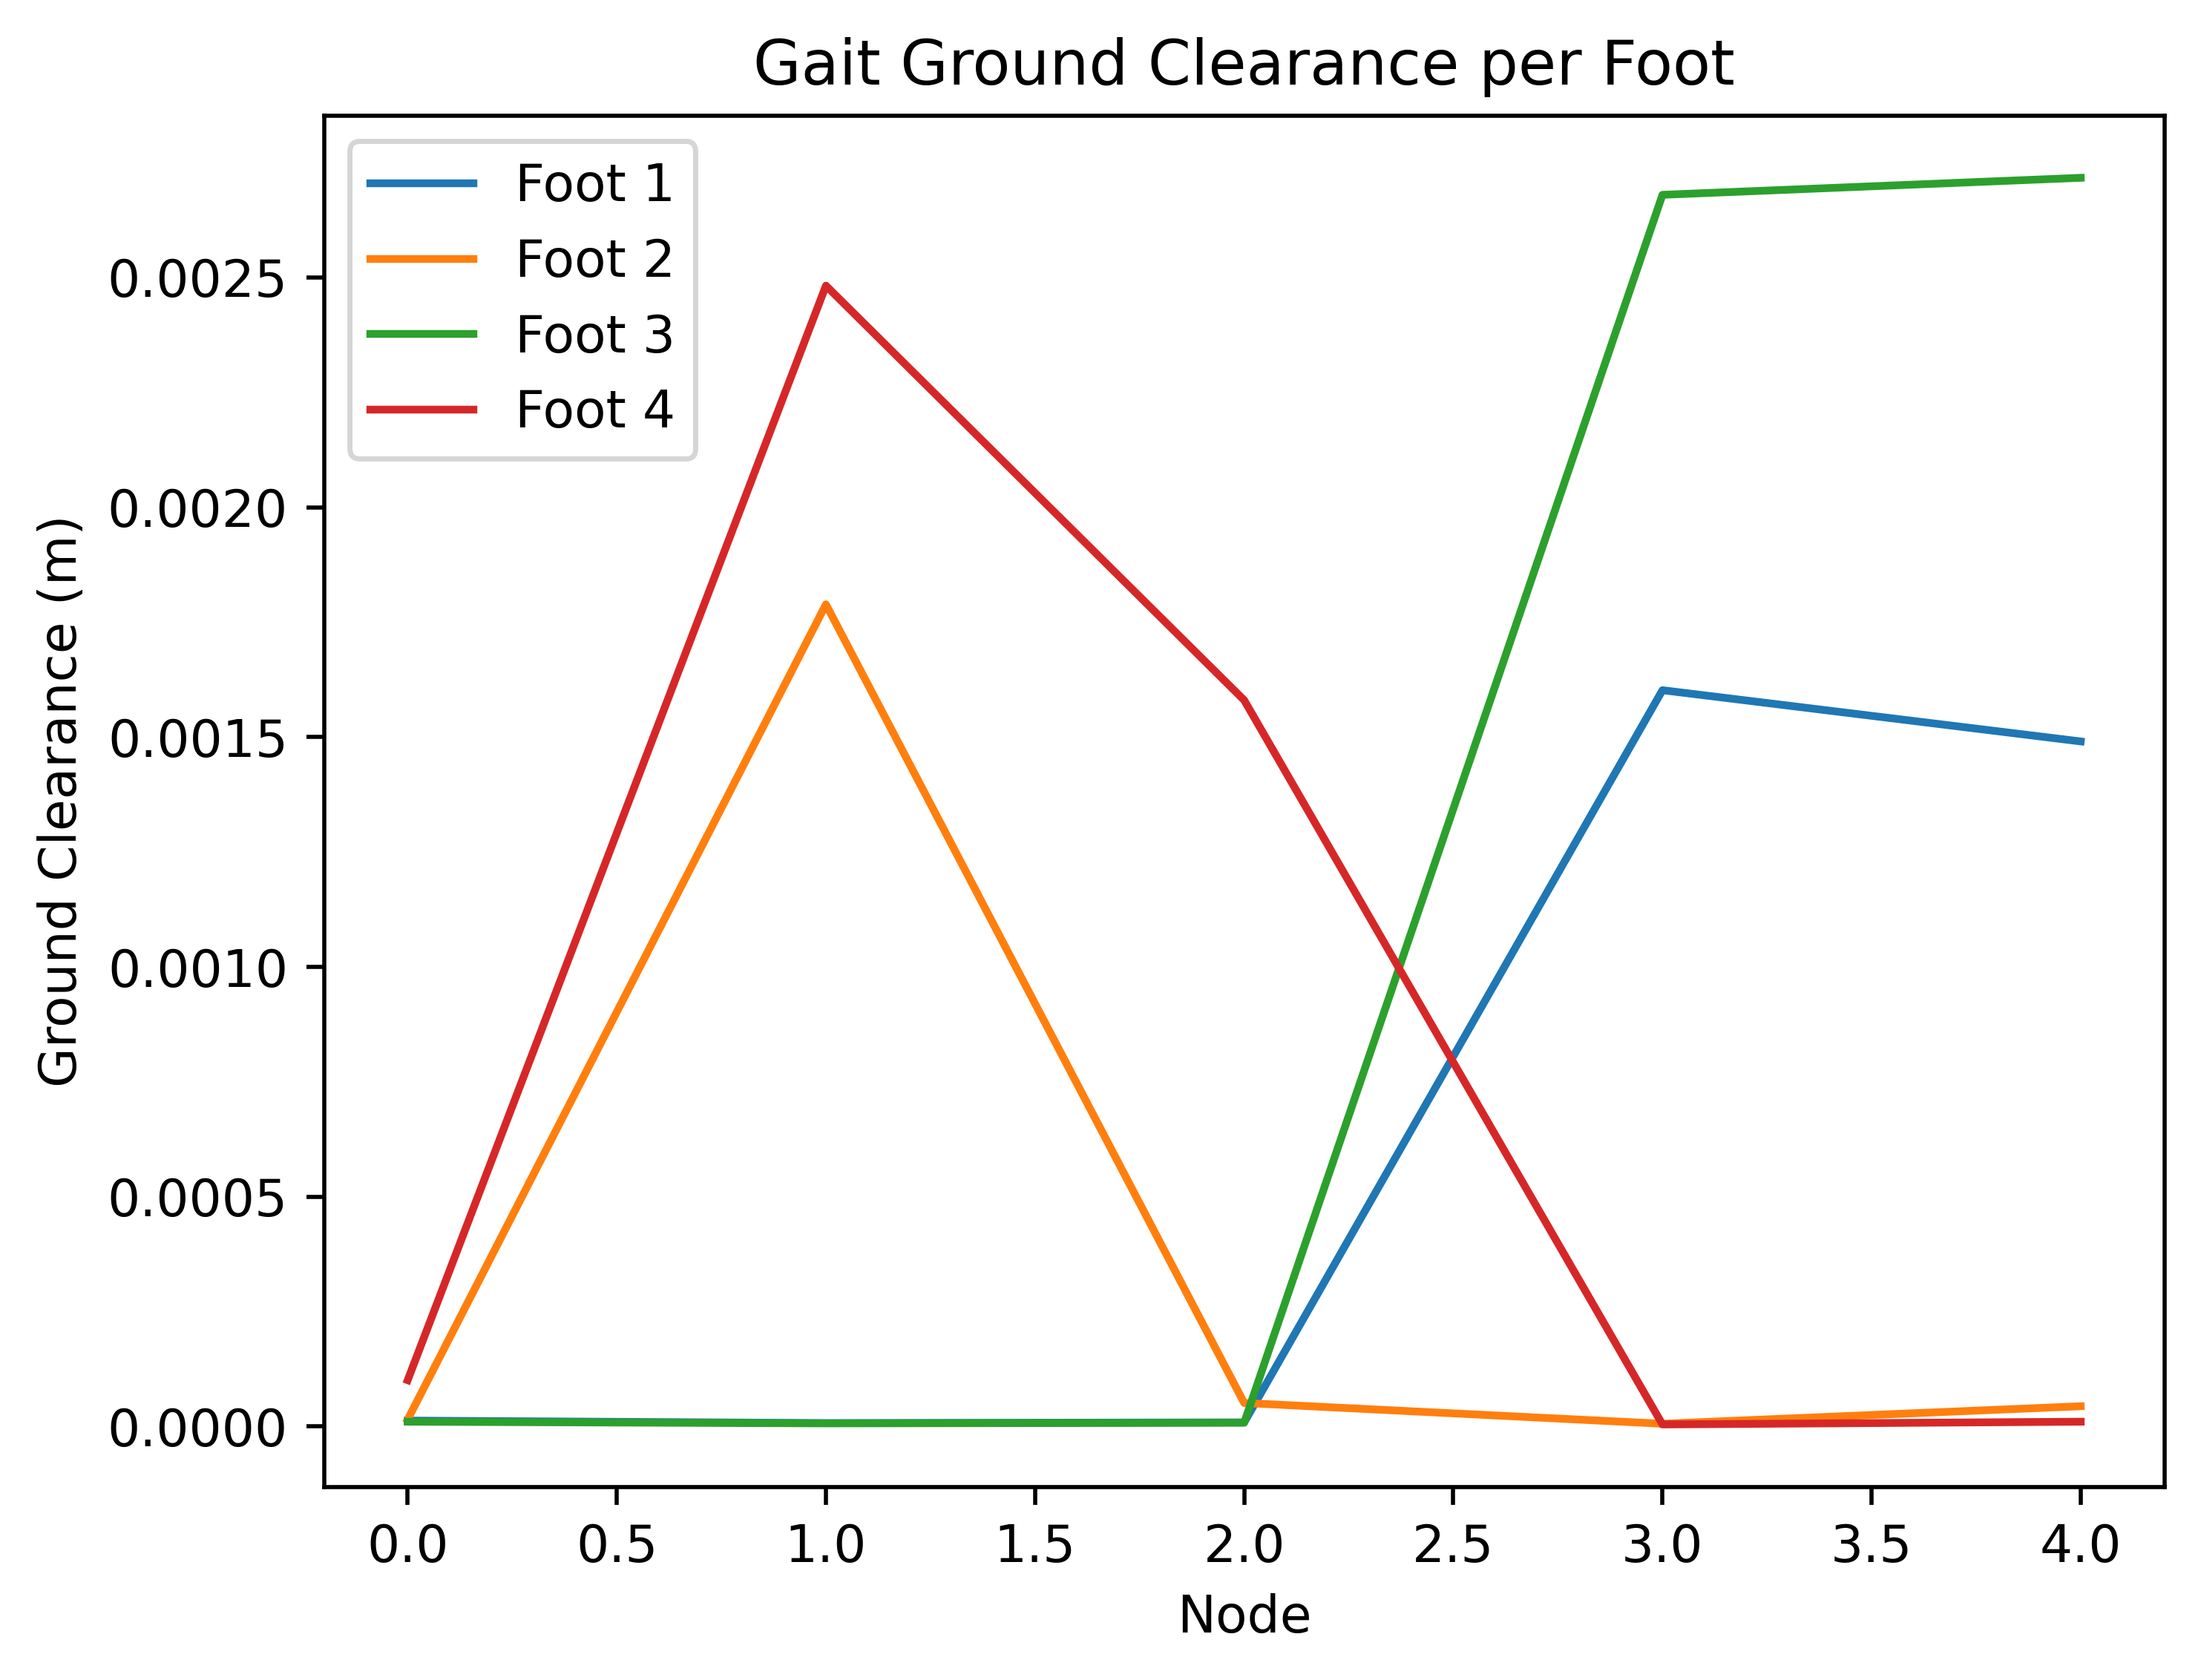 Gait Ground Clearance per Foot
Foot 1
Foot 2
Foot 3
Foot 4
Ground Clearance (m)
0.0025
0.0020
0.0015
0.0010
0.0005
0.0000
0.0 0.5 1.0 1.5 2.0 2.5 3.0 3.5 4.0
Node